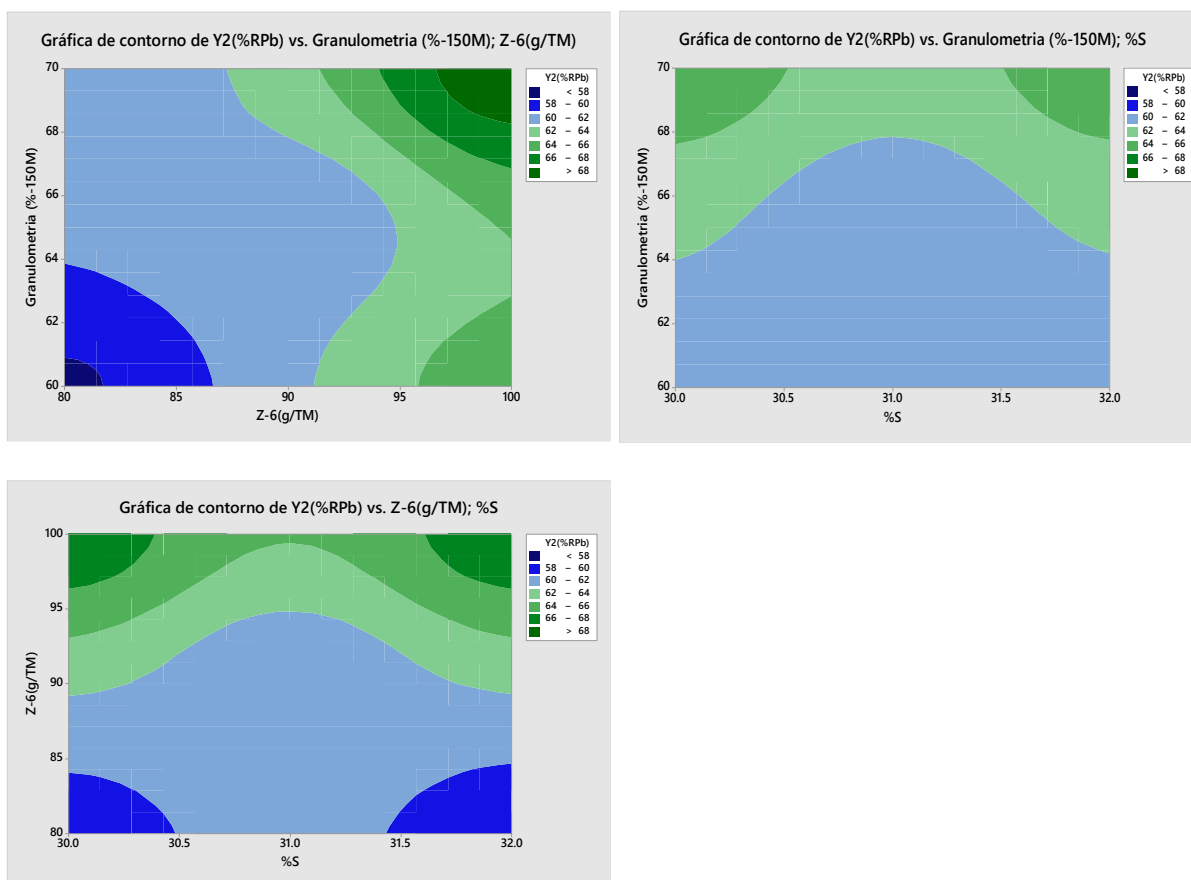 Gráfica de contorno de Y2(%RPb) vs. Granulometria (%-150M); Z-6(g/TM)
70
68
66
64
62
60
Granulometria (%-150M)
80 85 90 95 100
Z-6(g/TM)
Y2(%RPb)
< 58
58 – 60
60 – 62
62 – 64
64 – 66
66 – 68
> 68
Gráfica de contorno de Y2(%RPb) vs. Granulometria (%-150M); %S
70
68
66
64
62
60
Granulometria (%-150M)
30.0 30.5 31.0 31.5 32.0
%S
Y2(%RPb)
< 58
58 – 60
60 – 62
62 – 64
64 – 66
66 – 68
> 68
Gráfica de contorno de Y2(%RPb) vs. Z-6(g/TM); %S
100
95
90
85
80
Z-6(g/TM)
30.0 30.5 31.0 31.5 32.0
%S
Y2(%RPb)
< 58
58 – 60
60 – 62
62 – 64
64 – 66
66 – 68
> 68